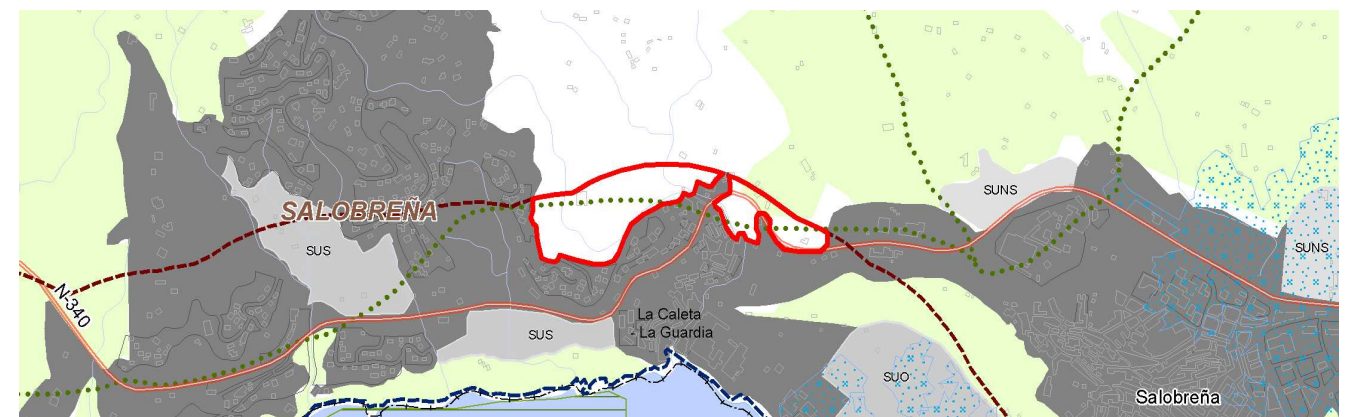 SUNS
SALOBREÑA
SUS
SUNS
N-340
La Caleta
- La Guardia
SUS
SUO
Salobreña